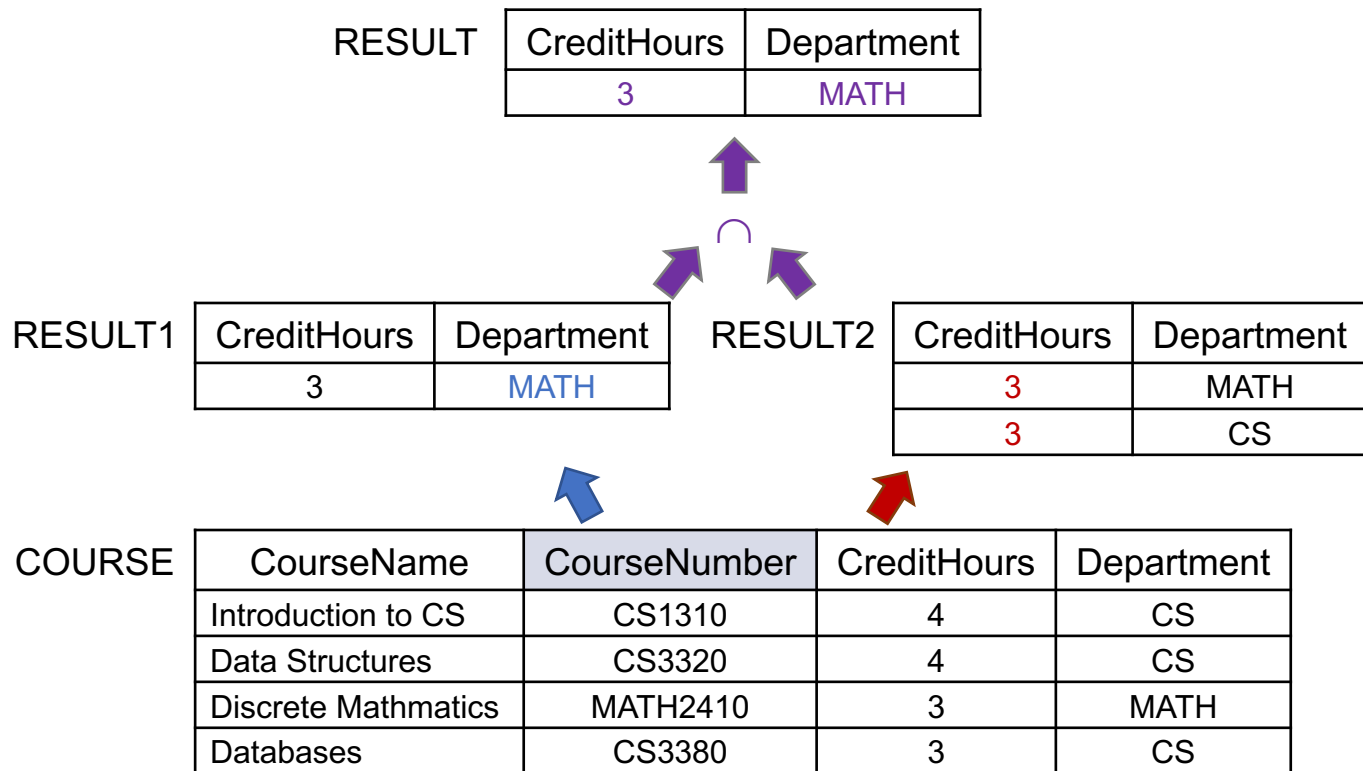 RESULT CreditHours Department
3 MATH
∩
RESULT1 CreditHours Department
3 MATH
RESULT2 CreditHours Department
3 MATH
3 CS
COURSE CourseName CourseNumber CreditHours Department
Introduction to CS CS1310 4 CS
Data Structures CS3320 4 CS
Discrete Mathmatics MATH2410 3 MATH
Databases CS3380 3 CS